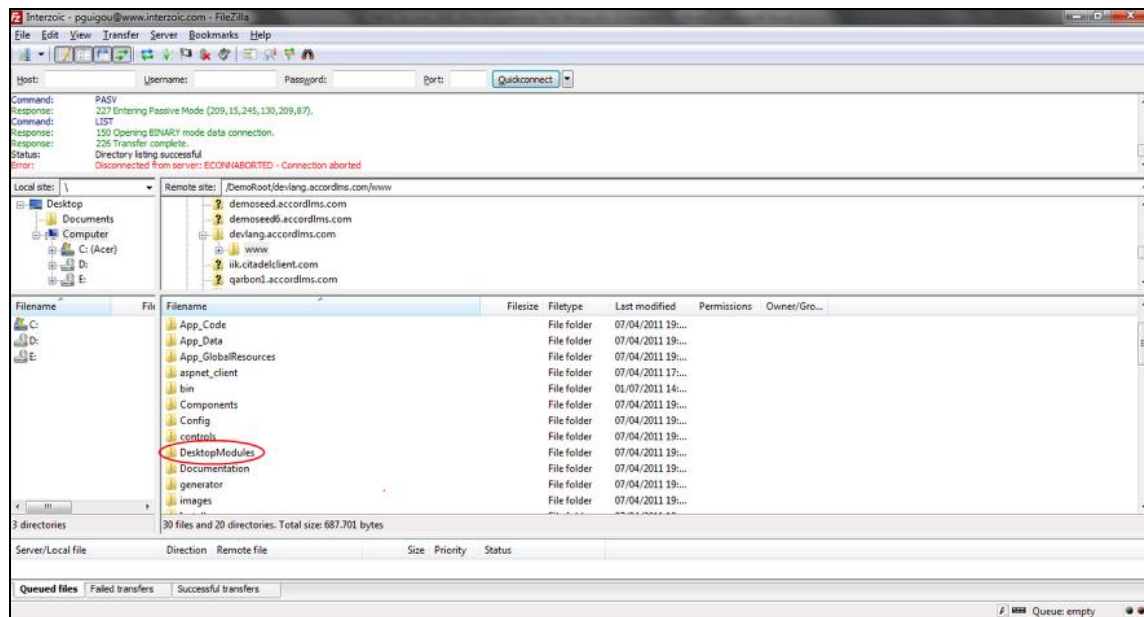 Interzoic - pguigou@www.interzoic.com - FileZilla
File Edit View Transfer Server Bookmarks Help
Host: Username: Password: Port: Quickconnect
Command: PASV
Response: 227 Entering Passive Mode (209,15,245,130,209,87).
Command: LIST
Response: 150 Opening BINARY mode data connection.
Response: 226 Transfer complete.
Status: Directory listing successful
Error: Disconnected from server: ECONNABORTED - Connection aborted
Local site: \
Desktop
Documents
Computer
C: (Acer)
D:
E:
Remote site: /DemoRoot/devlang.accordlms.com/www
demoseed.accordlms.com
demoseed6.accordlms.com
devlang.accordlms.com
www
iik.citadelclient.com
qarbon1.accordlms.com
Filename File
C:
D:
E:
3 directories
Filename Filesize Filetype Last modified Permissions Owner/Gro...
App_Code File folder 07/04/2011 19:...
App_Data File folder 07/04/2011 19:...
App_GlobalResources File folder 07/04/2011 19:...
aspnet_client File folder 07/04/2011 17:...
bin File folder 01/07/2011 14:...
Components File folder 07/04/2011 19:...
Config File folder 07/04/2011 19:...
controls File folder 07/04/2011 19:...
DesktopModules File folder 07/04/2011 19:...
Documentation File folder 07/04/2011 19:...
generator File folder 07/04/2011 19:...
images File folder 07/04/2011 19:...
30 files and 20 directories. Total size: 687.701 bytes
Server/Local file Direction Remote file Size Priority Status
Queued files Failed transfers Successful transfers
Queue: empty